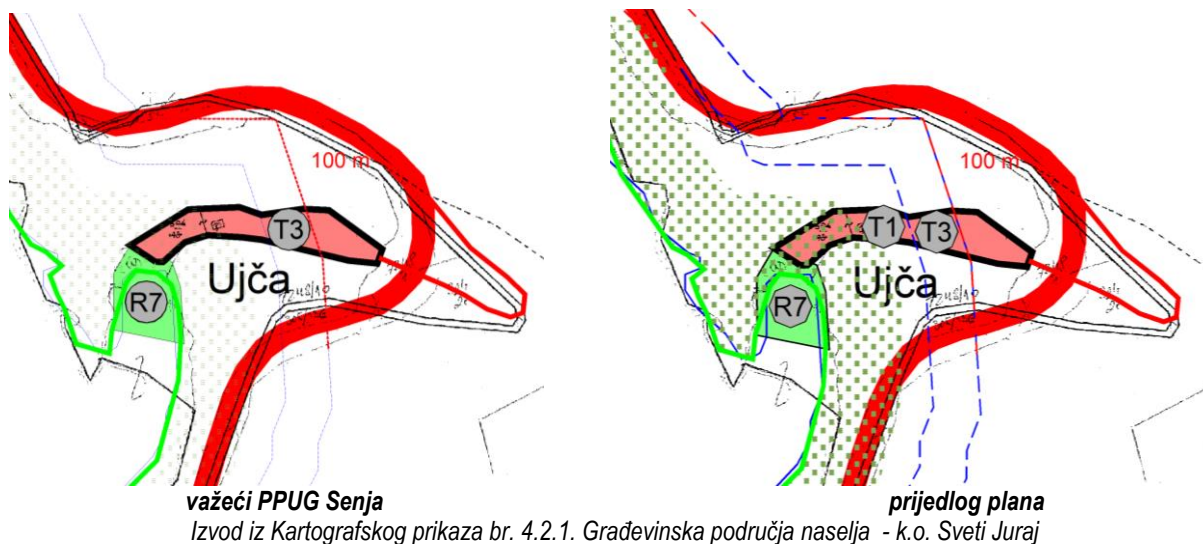 100 m
T3
Ujča
R7
100 m
T1 T3
Ujča
R7
važeći PPUG Senja
prijedlog plana
Izvod iz Kartografskog prikaza br. 4.2.1. Građevinska područja naselja - k.o. Sveti Juraj